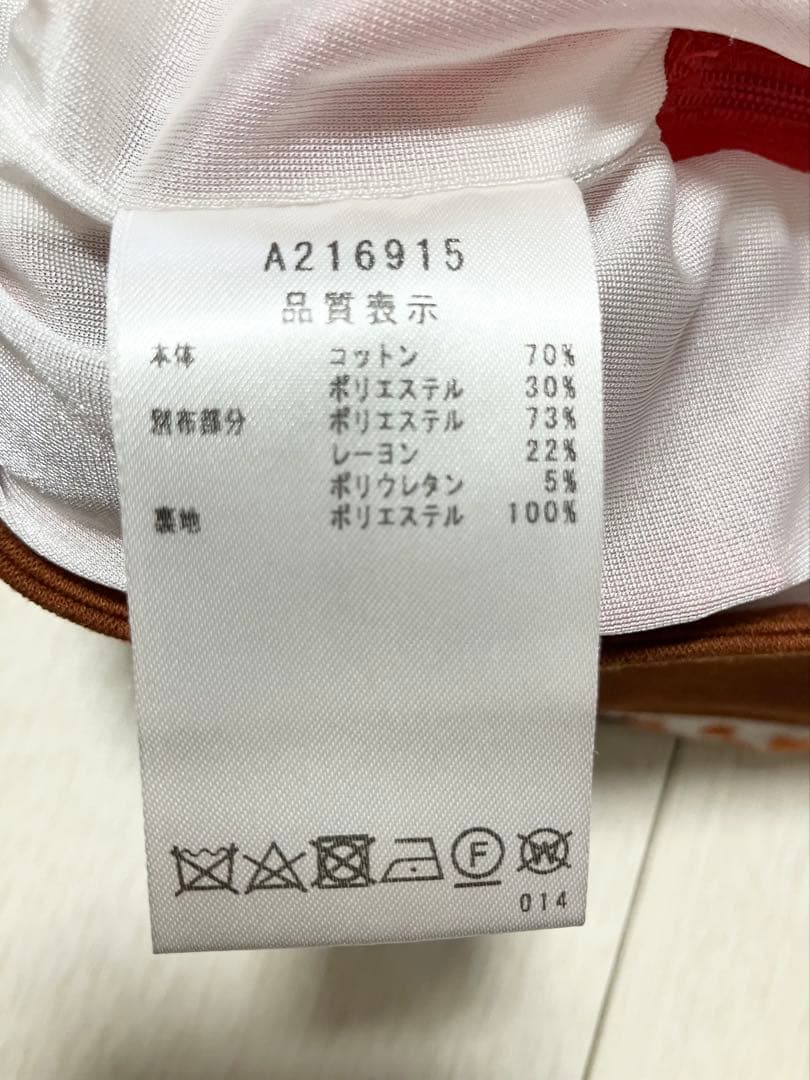 A216915
品質表示
本体 コットン 70%
ポリエステル 30%
別布部分 ポリエステル 73%
レーヨン 22%
ポリウレタン 5%
裏地 ポリエステル 100%
F W
014